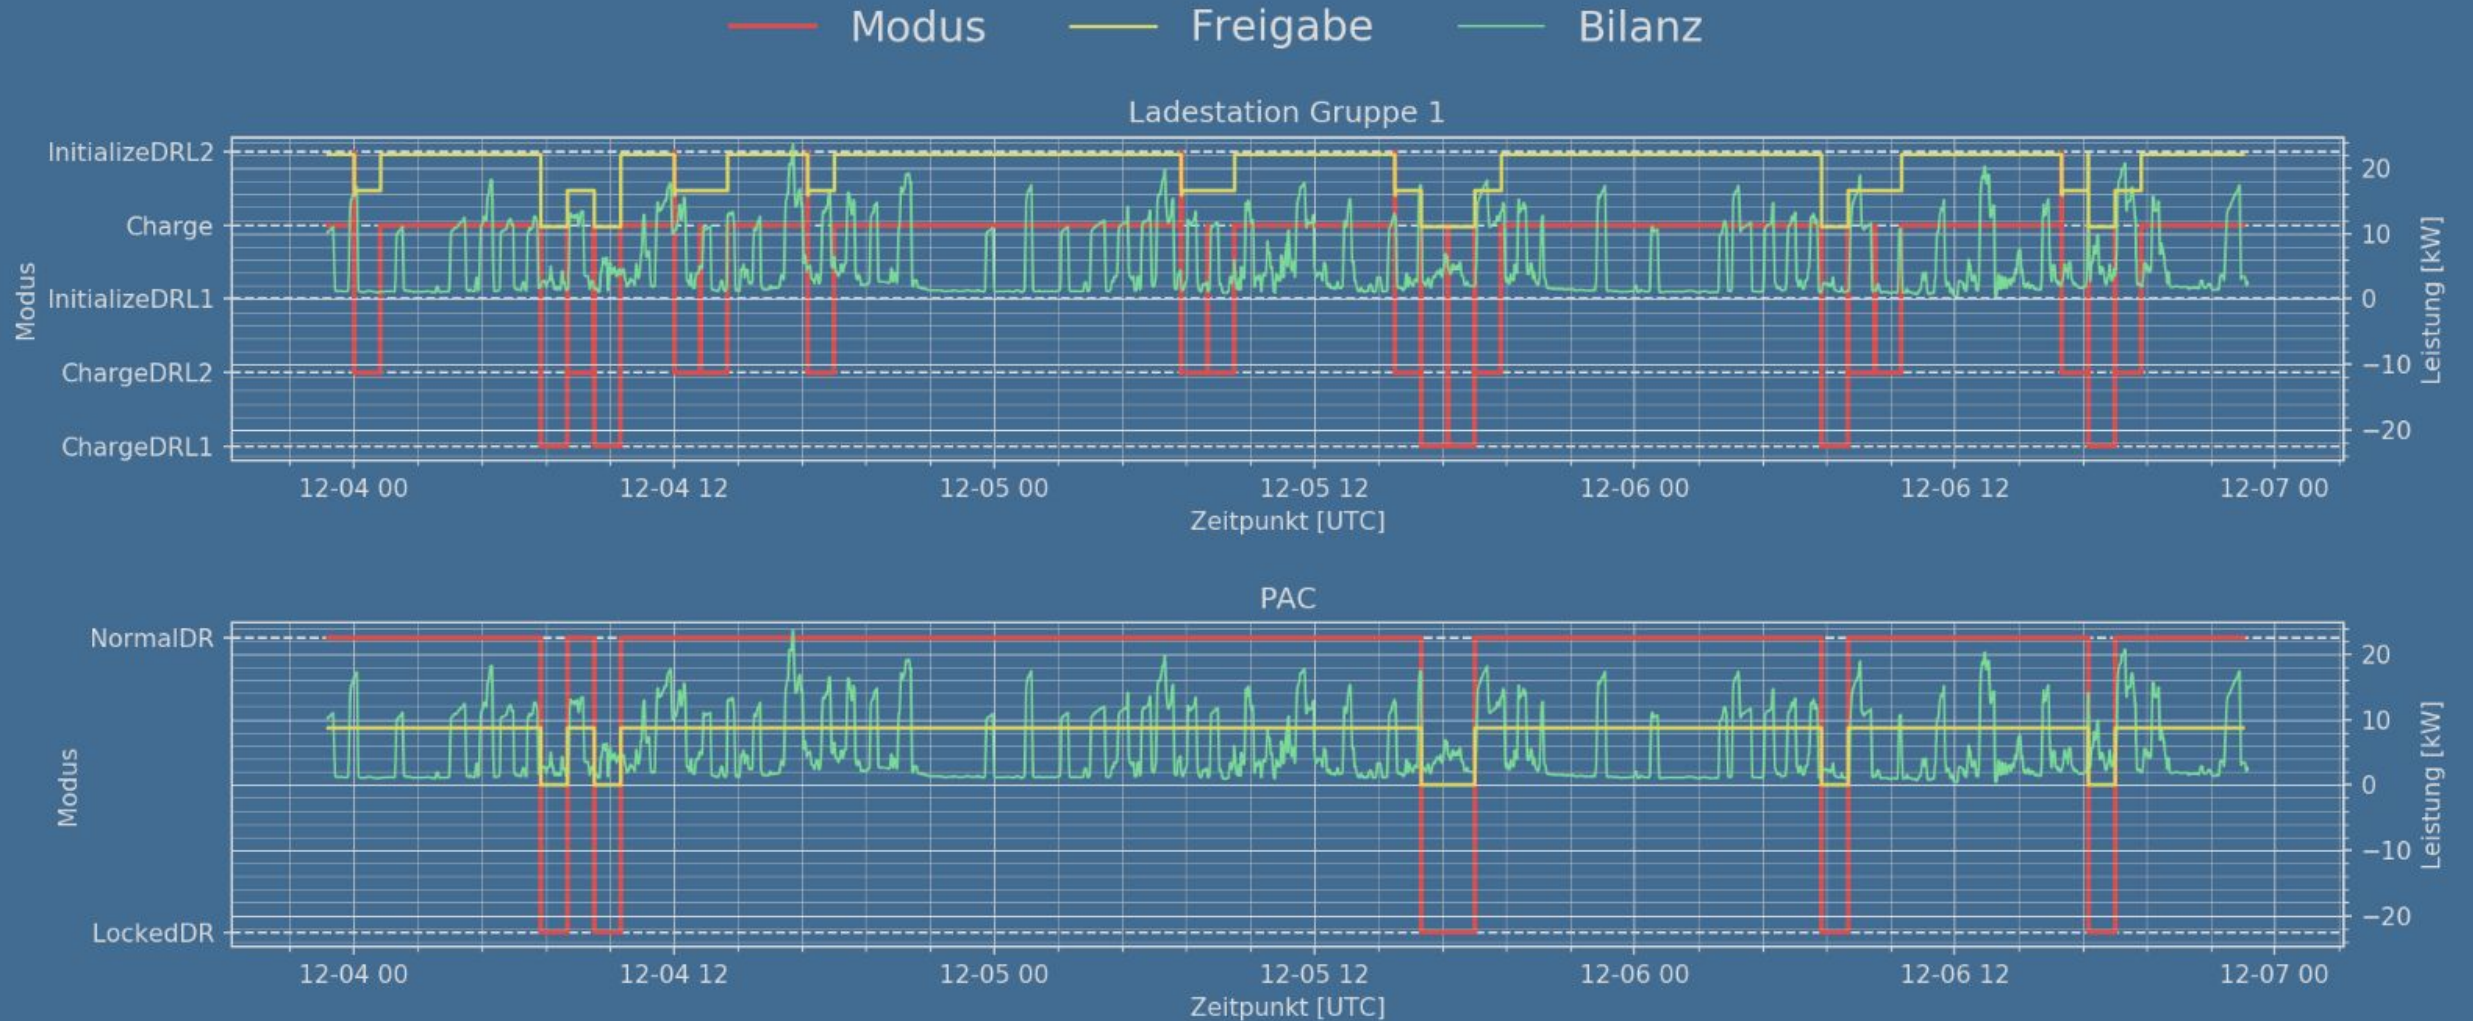 Modus Freigabe Bilanz
Ladestation Gruppe 1
InitializeDRL2
Charge
InitializeDRL1
ChargeDRL2
ChargeDRL1
Modus
20
10
0
−10
−20
Leistung [kW]
12-04 00 12-04 12 12-05 00 12-05 12 12-06 00 12-06 12 12-07 00
Zeitpunkt [UTC]
PAC
NormalDR
LockedDR
Modus
20
10
0
−10
−20
Leistung [kW]
12-04 00 12-04 12 12-05 00 12-05 12 12-06 00 12-06 12 12-07 00
Zeitpunkt [UTC]